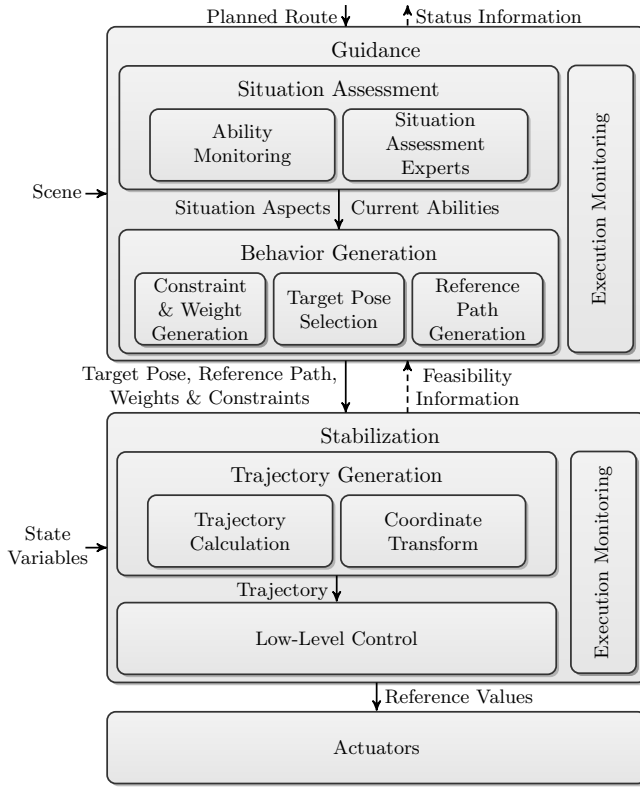 Planned Route
Status Information
Guidance
Situation Assessment
Ability
Monitoring
Situation
Assessment
Experts
Execution Monitoring
Scene
Situation Aspects
Current Abilities
Behavior Generation
Constraint
& Weight
Generation
Target Pose
Selection
Reference
Path
Generation
Target Pose, Reference Path,
Weights & Constraints
Feasibility
Information
Stabilization
Trajectory Generation
Trajectory
Calculation
Coordinate
Transform
Execution Monitoring
State
Variables
Trajectory
Low-Level Control
Reference Values
Actuators